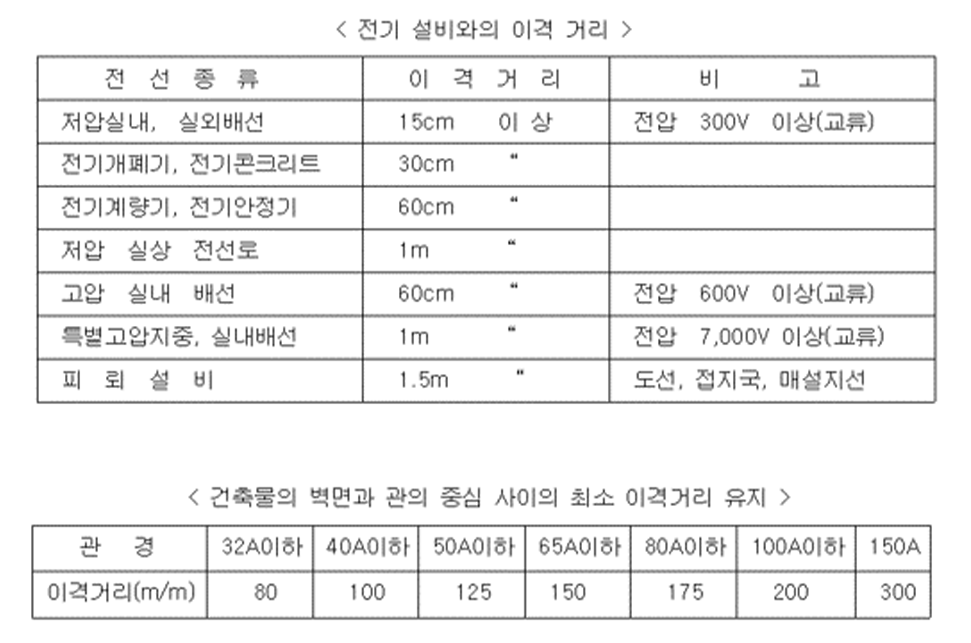 < 전기 설비와의 이격 거리 >
전 선 종 류 이 격 거 리 비 고
저압실내, 실외배선 15cm 이 상 전압 300V 이상(교류)
전기개폐기, 전기콘크리트 30cm “
전기계량기, 전기안정기 60cm “
저압 실상 전선로 1m “
고압 실내 배선 60cm “ 전압 600V 이상(교류)
특별고압지중, 실내배선 1m “ 전압 7,000V 이상(교류)
피 뢰 설 비 1.5m “ 도선, 접지국, 매설지선
< 건축물의 벽면과 관의 중심 사이의 최소 이격거리 유지 >
관 경 32A이하 40A이하 50A이하 65A이하 80A이하 100A이하 150A
이격거리(m/m) 80 100 125 150 175 200 300